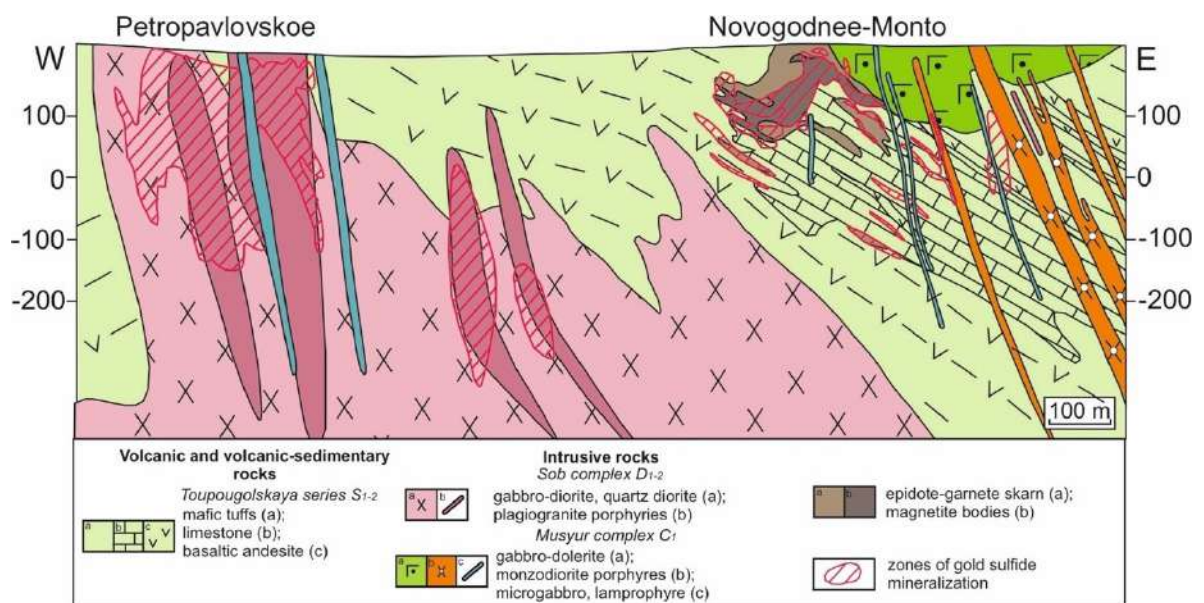 Petropavlovskoe
Novogodnee-Monto
W
E
100
0
-100
-200
100
0
-100
-200
100 m
Volcanic and volcanic-sedimentary
rocks
Toupougolskaya series S1-2
a b c
mafic tuffs (a);
limestone (b);
basaltic andesite (c)
Intrusive rocks
Sob complex D1-2
a b
gabbro-diorite, quartz diorite (a);
plagiogranite porphyries (b)
Musyur complex C1
a b c
gabbro-dolerite (a);
monzodiorite porphyres (b);
microgabbro, lamprophyre (c)
a b
epidote-garnete skarn (a);
magnetite bodies (b)
zones of gold sulfide
mineralization